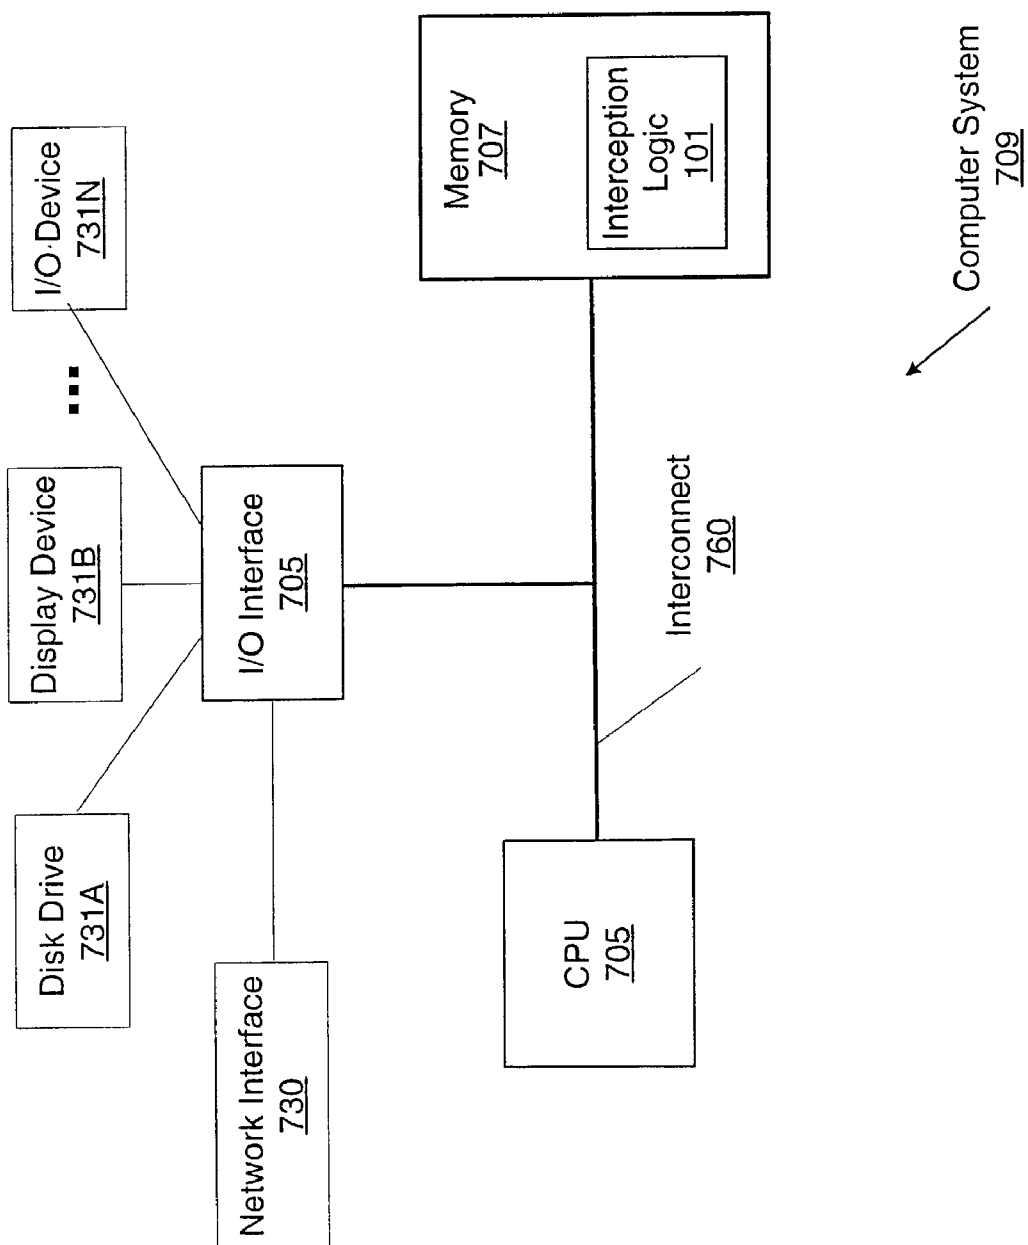 Network Interface
730
Disk Drive
731A
Display Device
731B
...
I/O Device
731N
I/O Interface
705
CPU
705
Interconnect
760
Memory
707
Interception
Logic
101
Computer System
709